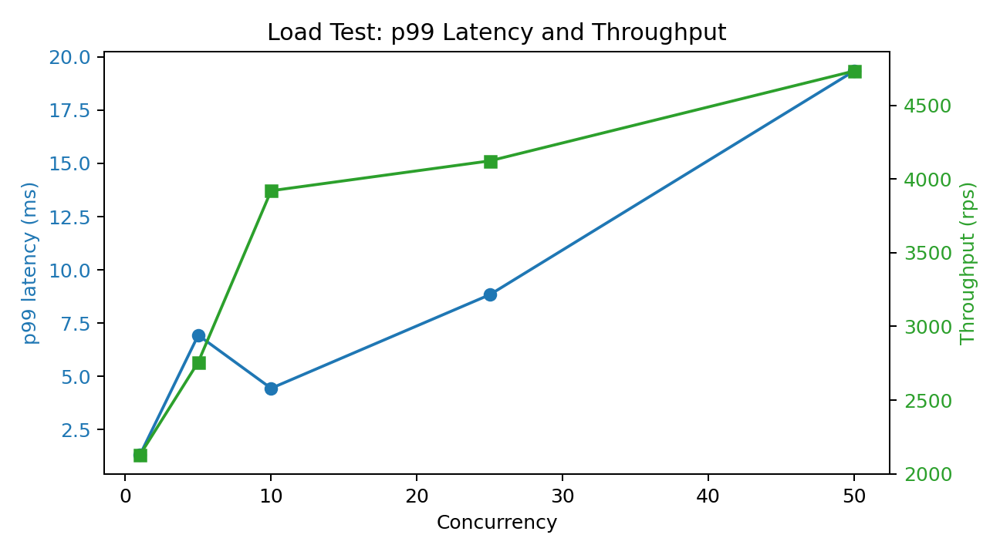 Load Test: p99 Latency and Throughput
p99 latency (ms)
20.0
17.5
15.0
12.5
10.0
7.5
5.0
2.5
4500
4000
3500
3000
2500
2000
Throughput (rps)
0 10 20 30 40 50
Concurrency